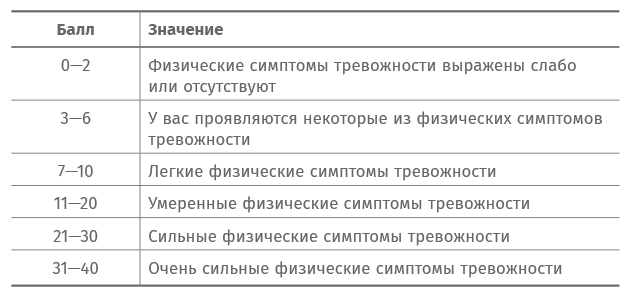 Балл Значение
0—2 Физические симптомы тревожности выражены слабо
или отсутствуют
3—6 У вас проявляются некоторые из физических симптомов
тревожности
7—10 Легкие физические симптомы тревожности
11—20 Умеренные физические симптомы тревожности
21—30 Сильные физические симптомы тревожности
31—40 Очень сильные физические симптомы тревожности